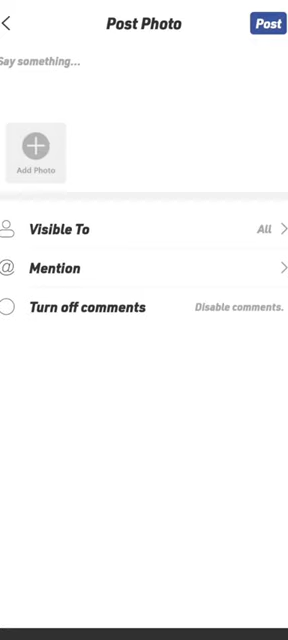 Post Photo
Post
Say something...
Add Photo
Visible To
All
@ Mention
Turn off comments
Disable comments.